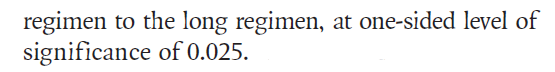 regimen to the long regimen, at one-sided level of
significance of 0.025.